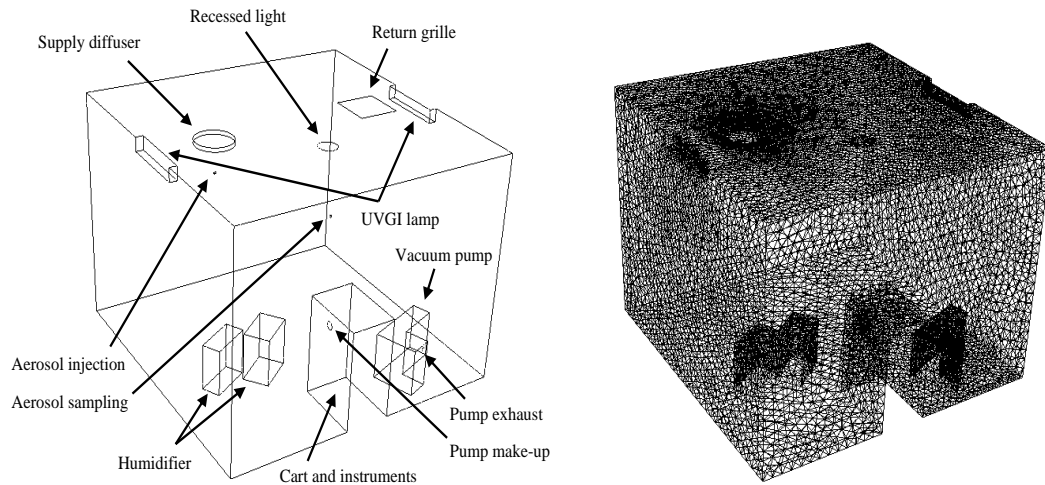 Recessed light
Supply diffuser
Return grille
UVGI lamp
Vacuum pump
Aerosol injection
Aerosol sampling
Pump exhaust
Humidifier
Pump make-up
Cart and instruments